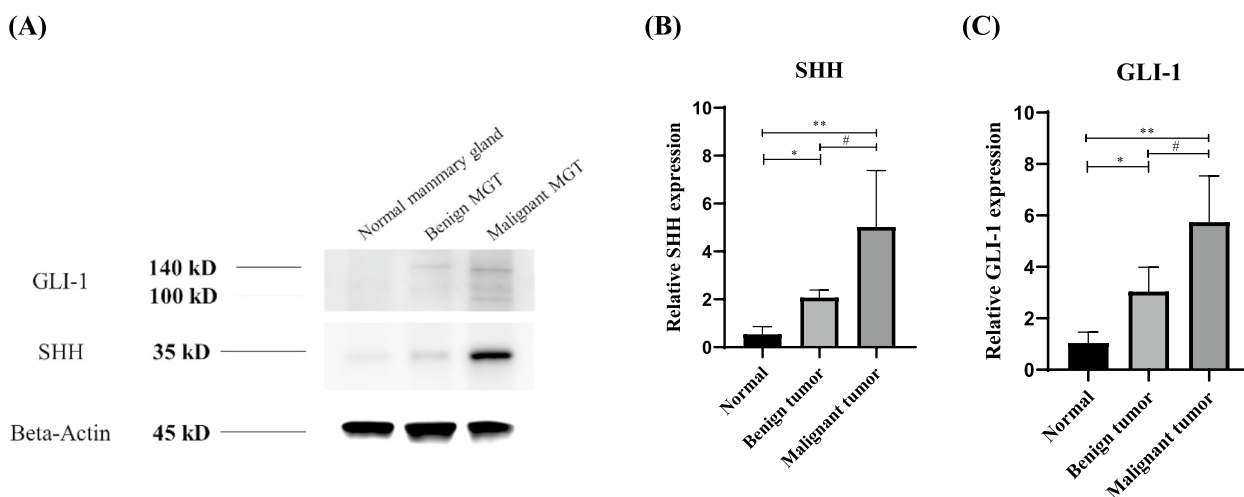 (A)
Normal mammary gland
Benign MGT
Malignant MGT
GLI-1
140 kD
100 kD
SHH
35 kD
Beta-Actin
45 kD
(B)
SHH
Relative SHH expression
10
8
6
4
2
0
**
*
#
Normal
Benign tumor
Malignant tumor
(C)
GLI-1
Relative GLI-1 expression
10
8
6
4
2
0
**
*
#
Normal
Benign tumor
Malignant tumor